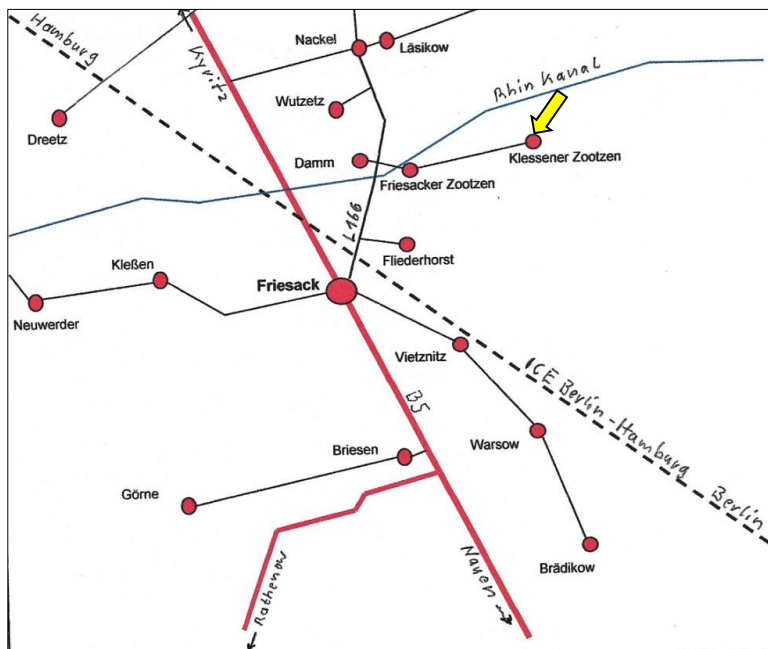 Hamburg
Kyritz
Nackel
Läsikow
Wutzetz
Rhin Kanal
Dreetz
Damm
Klessener Zootzen
Friesacker Zootzen
L166
Fliederhorst
Kleßen
Friesack
Neuwerder
Vietznitz
ICE Berlin-Hamburg
B5
Warsow
Briesen
Berlin
Görne
Nauen
Rathenow
Brädikow